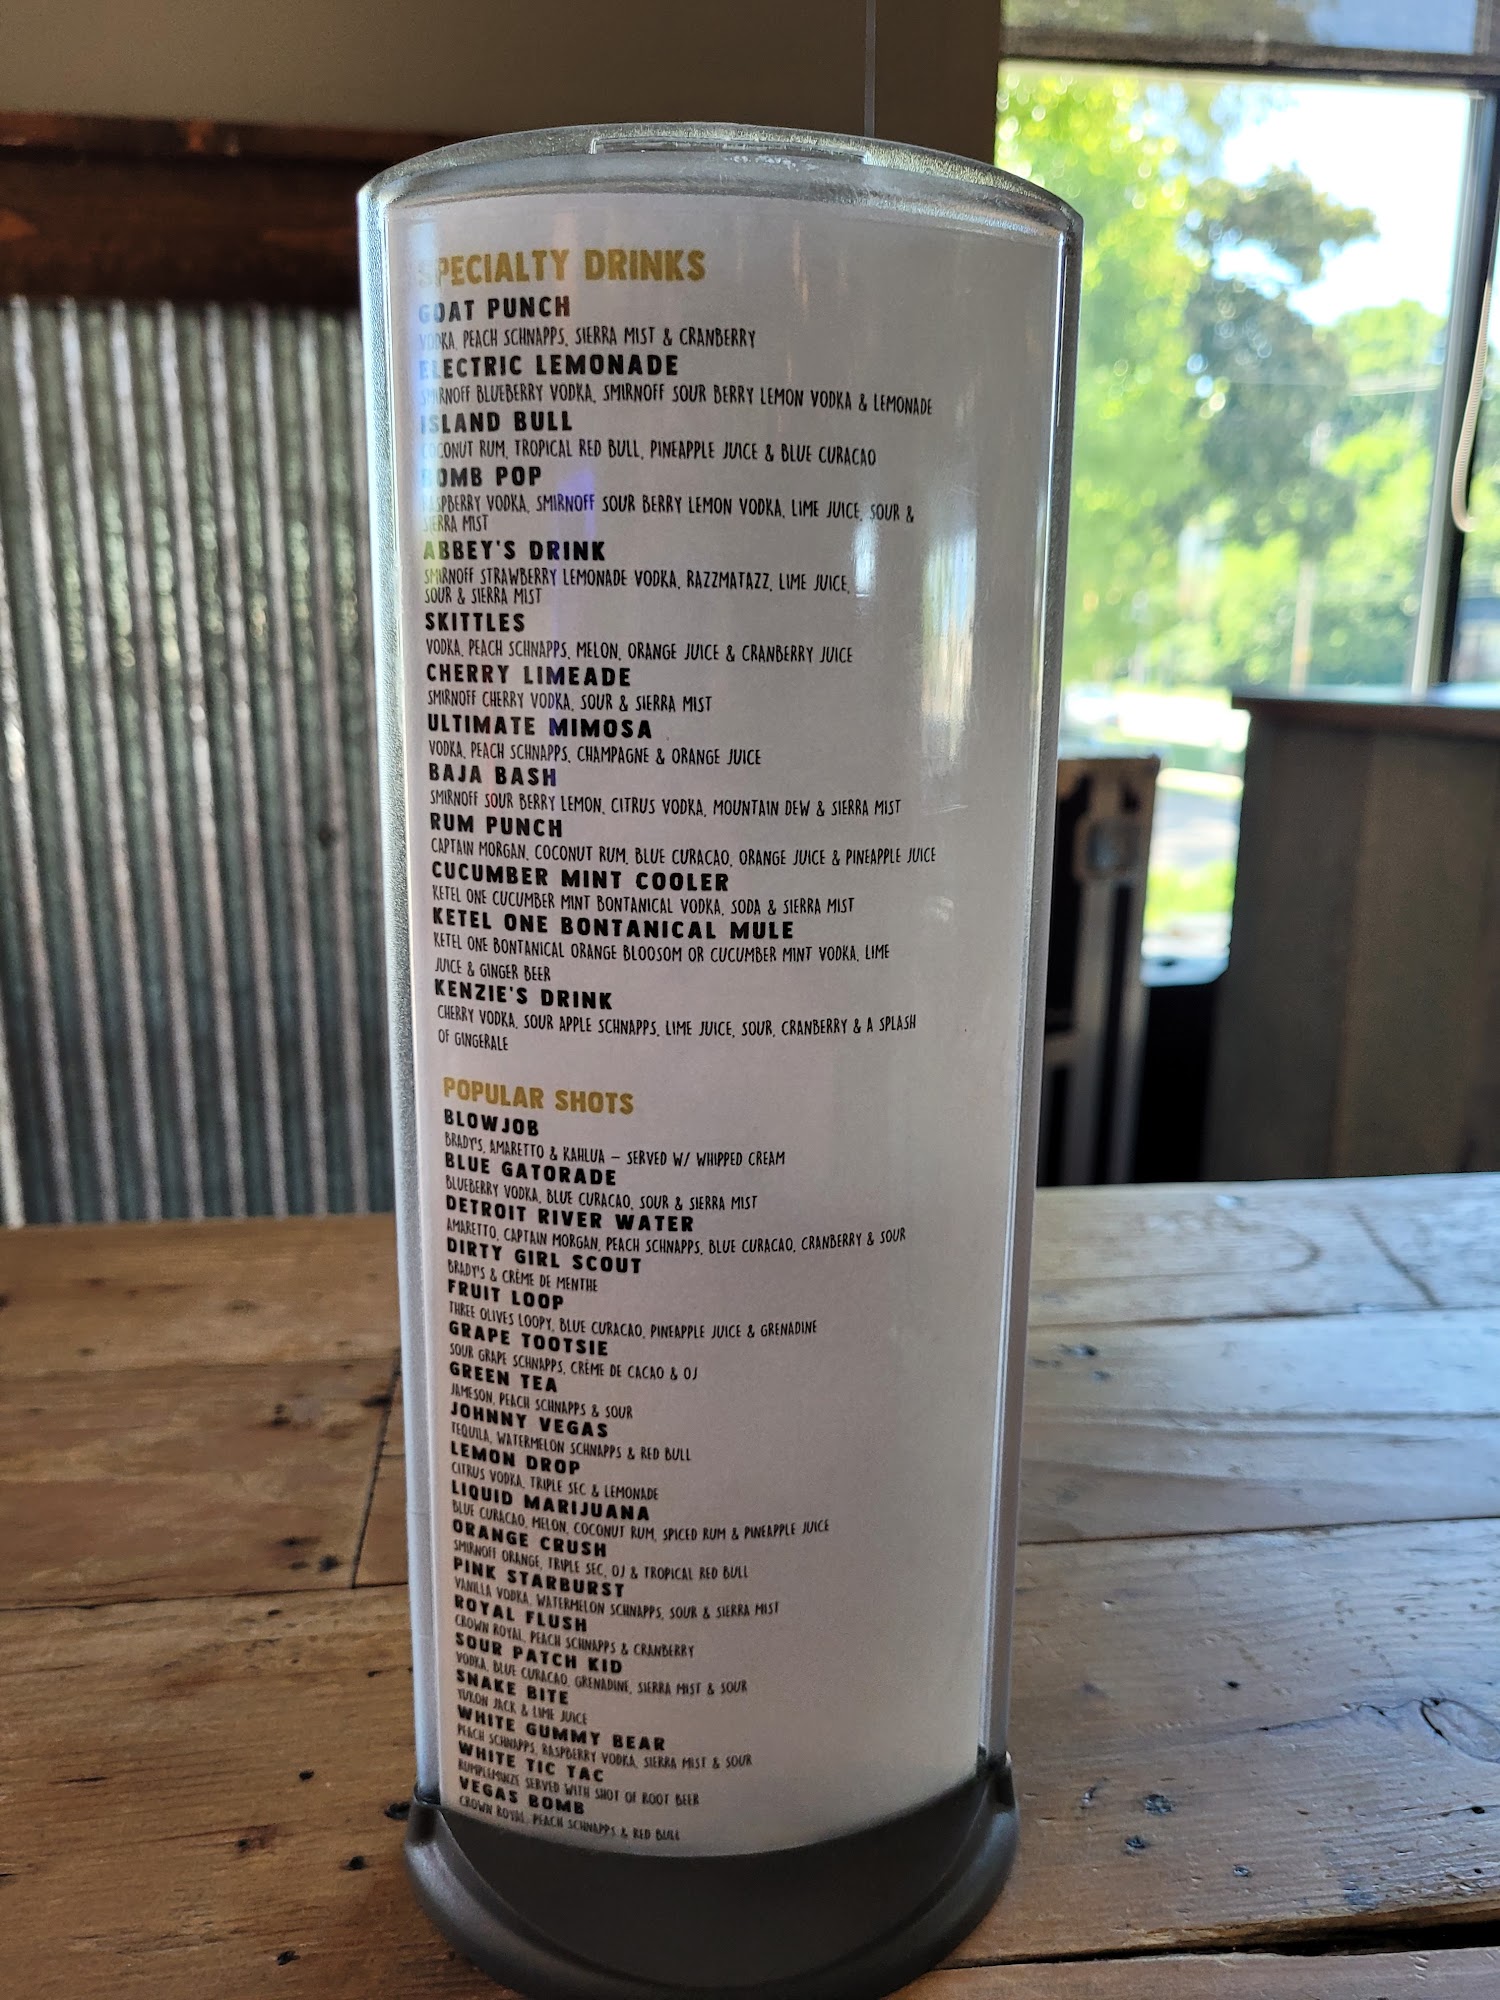 SPECIALTY DRINKS
GOAT PUNCH
VODKA, PEACH SCHNAPPS, SIERRA MIST & CRANBERRY
ELECTRIC LEMONADE
SMIRNOFF BLUEBERRY VODKA, SMIRNOFF SOUR BERRY LEMON VODKA & LEMONADE
ISLAND BULL
COCONUT RUM, TROPICAL RED BULL, PINEAPPLE JUICE & BLUE CURACAO
BOMB POP
RASPBERRY VODKA, SMIRNOFF SOUR BERRY LEMON VODKA, LIME JUICE, SOUR &
SIERRA MIST
ABBEY'S DRINK
SMIRNOFF STRAWBERRY LEMONADE VODKA, RAZZMATAZZ, LIME JUICE,
SOUR & SIERRA MIST
SKITTLES
VODKA, PEACH SCHNAPPS, MELON, ORANGE JUICE & CRANBERRY JUICE
CHERRY LIMEADE
SMIRNOFF CHERRY VODKA, SOUR & SIERRA MIST
ULTIMATE MIMOSA
VODKA, PEACH SCHNAPPS, CHAMPAGNE & ORANGE JUICE
BAJA BASH
SMIRNOFF SOUR BERRY LEMON, CITRUS VODKA, MOUNTAIN DEW & SIERRA MIST
RUM PUNCH
CAPTAIN MORGAN, COCONUT RUM, BLUE CURACAO, ORANGE JUICE & PINEAPPLE JUICE
CUCUMBER MINT COOLER
KETEL ONE CUCUMBER MINT BONTANICAL VODKA, SODA & SIERRA MIST
KETEL ONE BONTANICAL MULE
KETEL ONE BONTANICAL ORANGE BLOOSOM OR CUCUMBER MINT VODKA, LIME
JUICE & GINGER BEER
KENZIE'S DRINK
CHERRY VODKA, SOUR APPLE SCHNAPPS, LIME JUICE, SOUR, CRANBERRY & A SPLASH
OF GINGERALE
POPULAR SHOTS
BLOWJOB
BRADY'S, AMARETTO & KAHLUA – SERVED W/ WHIPPED CREAM
BLUE GATORADE
BLUEBERRY VODKA, BLUE CURACAO, SOUR & SIERRA MIST
DETROIT RIVER WATER
AMARETTO, CAPTAIN MORGAN, PEACH SCHNAPPS, BLUE CURACAO, CRANBERRY & SOUR
DIRTY GIRL SCOUT
BRADY'S & CRÈME DE MENTHE
FRUIT LOOP
THREE OLIVES LOOPY, BLUE CURACAO, PINEAPPLE JUICE & GRENADINE
GRAPE TOOTSIE
SOUR GRAPE SCHNAPPS, CRÈME DE CACAO & OJ
GREEN TEA
JAMESON, PEACH SCHNAPPS & SOUR
JOHNNY VEGAS
TEQUILA, WATERMELON SCHNAPPS & RED BULL
LEMON DROP
CITRUS VODKA, TRIPLE SEC & LEMONADE
LIQUID MARIJUANA
BLUE CURACAO, MELON, COCONUT RUM, SPICED RUM & PINEAPPLE JUICE
ORANGE CRUSH
SMIRNOFF ORANGE, TRIPLE SEC, OJ & TROPICAL RED BULL
PINK STARBURST
VANILLA VODKA, WATERMELON SCHNAPPS, SOUR & SIERRA MIST
ROYAL FLUSH
CROWN ROYAL, PEACH SCHNAPPS & CRANBERRY
SOUR PATCH KID
VODKA, BLUE CURACAO, GRENADINE, SIERRA MIST & SOUR
SNAKE BITE
YUKON JACK & LIME JUICE
WHITE GUMMY BEAR
PEACH SCHNAPPS, RASPBERRY VODKA, SIERRA MIST & SOUR
WHITE TIC TAC
RUMPLEMINZE SERVED WITH SHOT OF ROOT BEER
VEGAS BOMB
CROWN ROYAL, PEACH SCHNAPPS & RED BULL